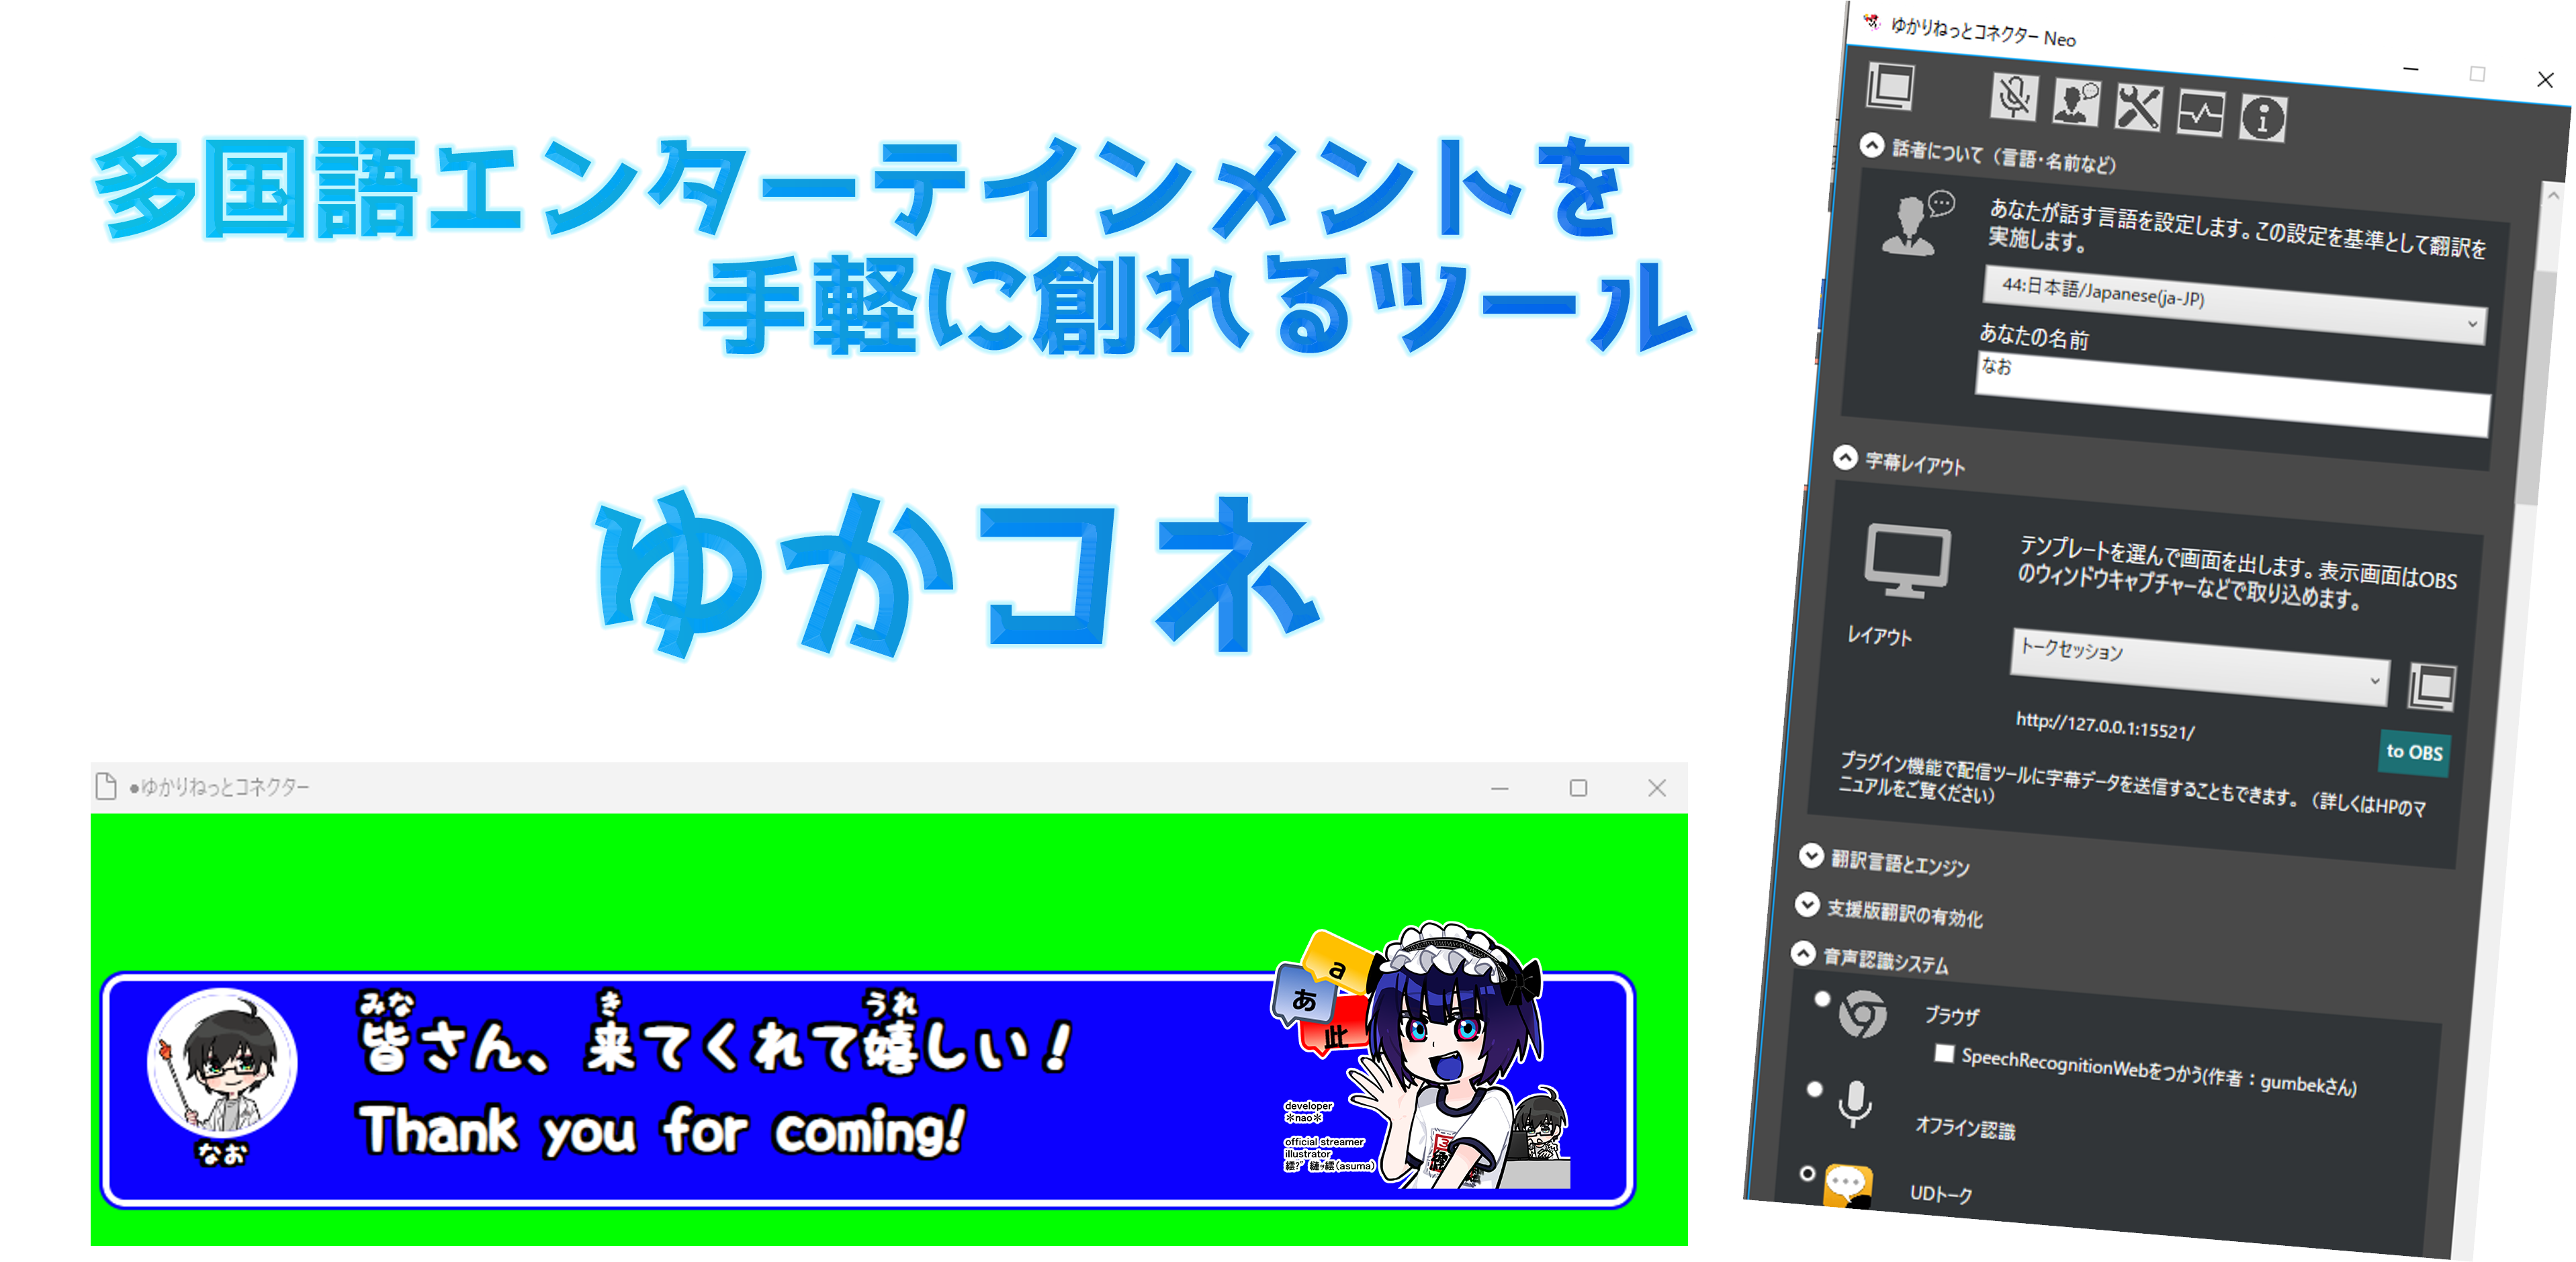 多国語エンターテインメントを
手軽に創れるツール
ゆかコネ
●ゆかりねっとコネクター
みな き うれ
皆さん、来てくれて嬉しい！
Thank you for coming!
なお
a
あ
此
developer
＊nao＊
official streamer
illustrator
(asuma)
ゆかりねっとコネクター Neo
話者について（言語・名前など）
あなたが話す言語を設定します。この設定を基準として翻訳を
実施します。
44:日本語/Japanese(ja-JP)
あなたの名前
なお
字幕レイアウト
テンプレートを選んで画面を出します。表示画面はOBS
のウィンドウキャプチャーなどで取り込めます。
レイアウト
トークセッション
http://127.0.0.1:15521/
to OBS
プラグイン機能で配信ツールに字幕データを送信することもできます。（詳しくはHPのマ
ニュアルをご覧ください）
翻訳言語とエンジン
支援版翻訳の有効化
音声認識システム
ブラウザ
SpeechRecognitionWebをつかう(作者：gumbekさん)
オフライン認識
UDトーク